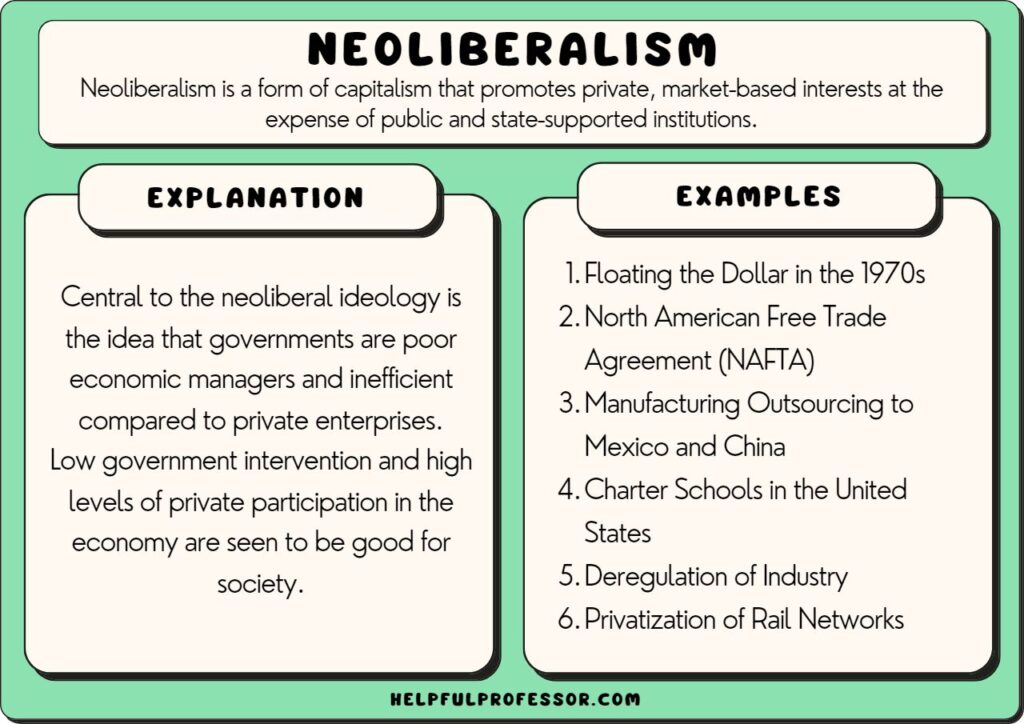 NEOLIBERALISM
Neoliberalism is a form of capitalism that promotes private, market-based interests at the
expense of public and state-supported institutions.
EXPLANATION
Central to the neoliberal ideology is
the idea that governments are poor
economic managers and inefficient
compared to private enterprises.
Low government intervention and high
levels of private participation in the
economy are seen to be good for
society.
EXAMPLES
1. Floating the Dollar in the 1970s
2. North American Free Trade
Agreement (NAFTA)
3. Manufacturing Outsourcing to
Mexico and China
4. Charter Schools in the United
States
5. Deregulation of Industry
6. Privatization of Rail Networks
HELPFULPROFESSOR.COM